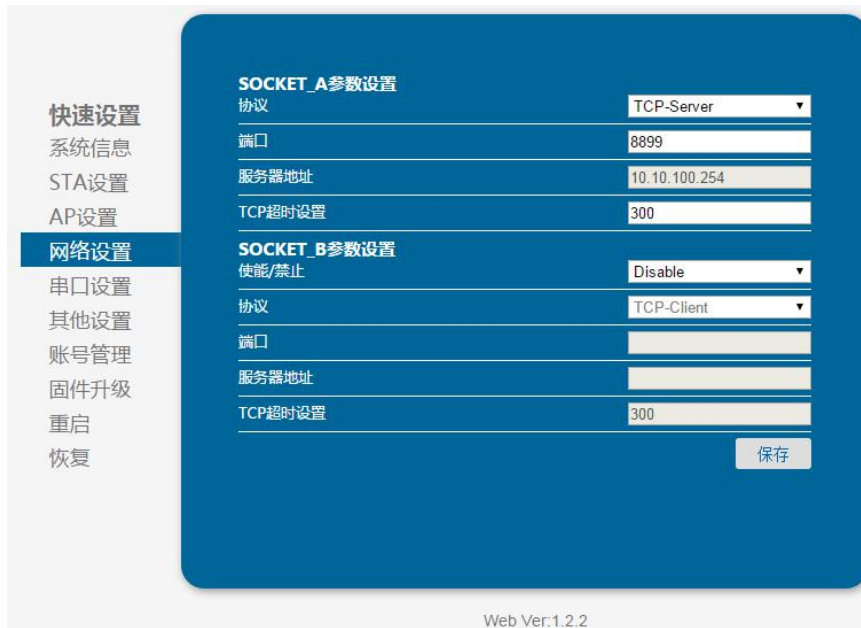 快速设置
系统信息
STA设置
AP设置
网络设置
串口设置
其他设置
账号管理
固件升级
重启
恢复
SOCKET_A参数设置
协议 TCP-Server
端口 8899
服务器地址 10.10.100.254
TCP超时设置 300
SOCKET_B参数设置
使能/禁止 Disable
协议 TCP-Client
端口
服务器地址
TCP超时设置 300
保存
Web Ver:1.2.2